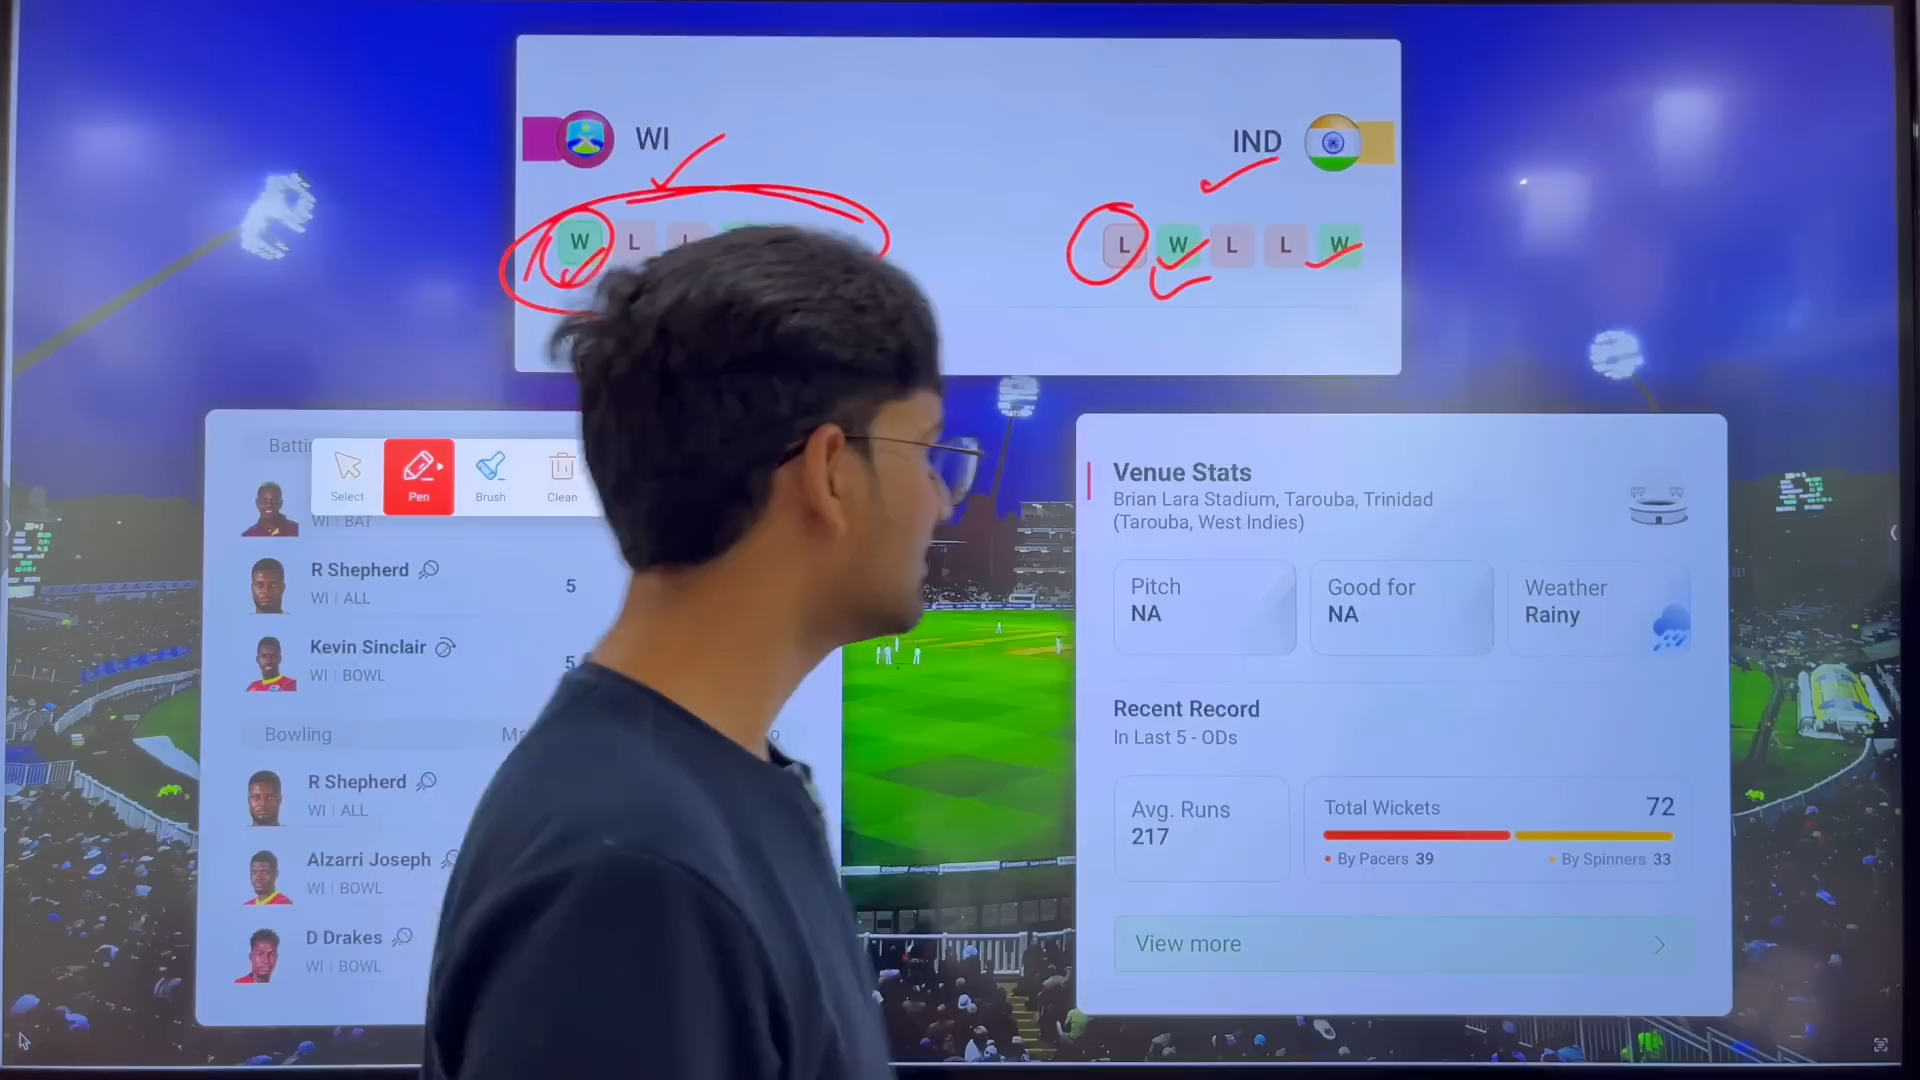 WI
IND
W L L
L W L L W
Select
Pen
Brush
Clean
WI | BAT
R Shepherd
WI | ALL
5
Kevin Sinclair
WI | BOWL
5
Bowling
R Shepherd
WI | ALL
Alzarri Joseph
WI | BOWL
D Drakes
WI | BOWL
Venue Stats
Brian Lara Stadium, Tarouba, Trinidad
(Tarouba, West Indies)
Pitch
NA
Good for
NA
Weather
Rainy
Recent Record
In Last 5 - ODs
Avg. Runs
217
Total Wickets 72
By Pacers 39
By Spinners 33
View more